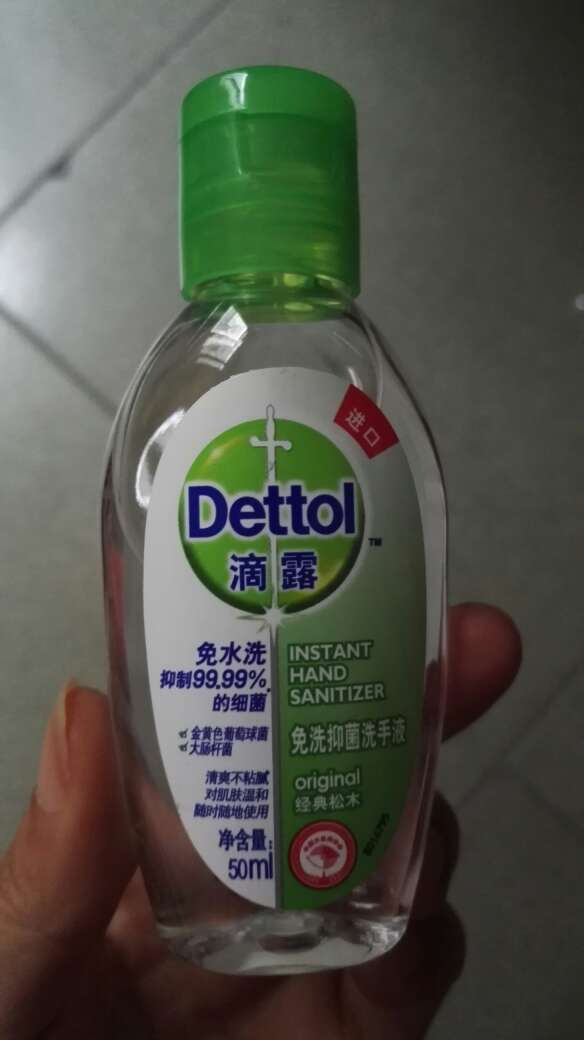 进口
Dettol
TM
滴露
免水洗
抑制99.99%
的细菌
金黄色葡萄球菌
大肠杆菌
清爽不粘腻
对肌肤温和
随时随地使用
净含量:
50ml
INSTANT
HAND
SANITIZER
免洗抑菌洗手液
original
经典松木